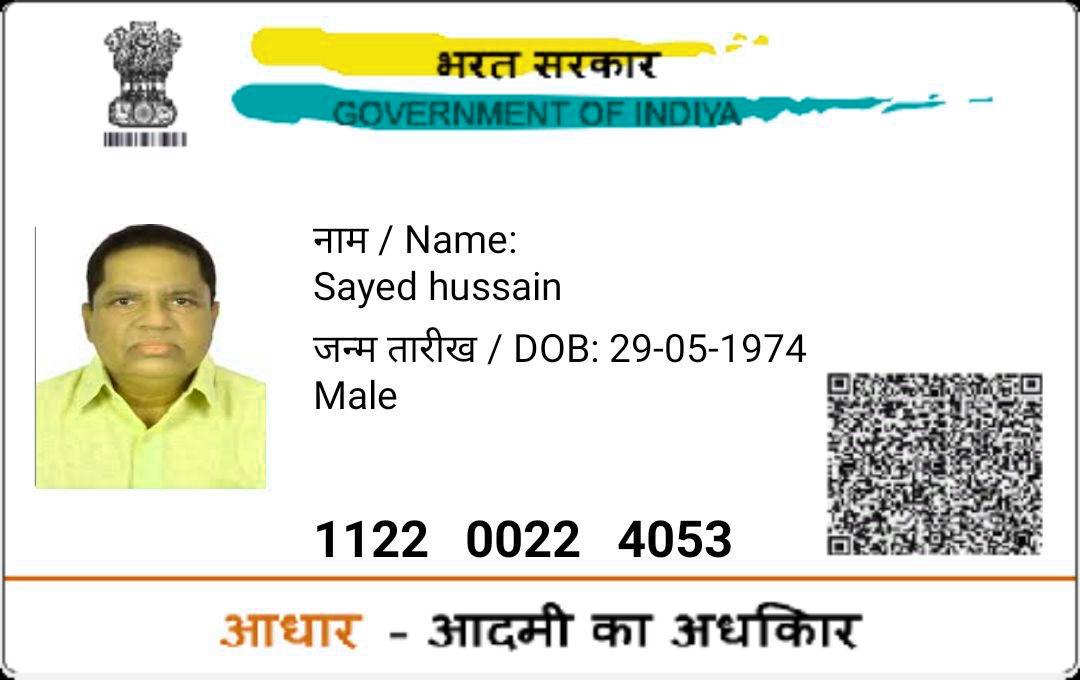 भरत सरकार
GOVERNMENT OF INDIYA
नाम / Name:
Sayed hussain
जन्म तारीख / DOB: 29-05-1974
Male
1122 0022 4053
आधार - आदमी का अधिकार